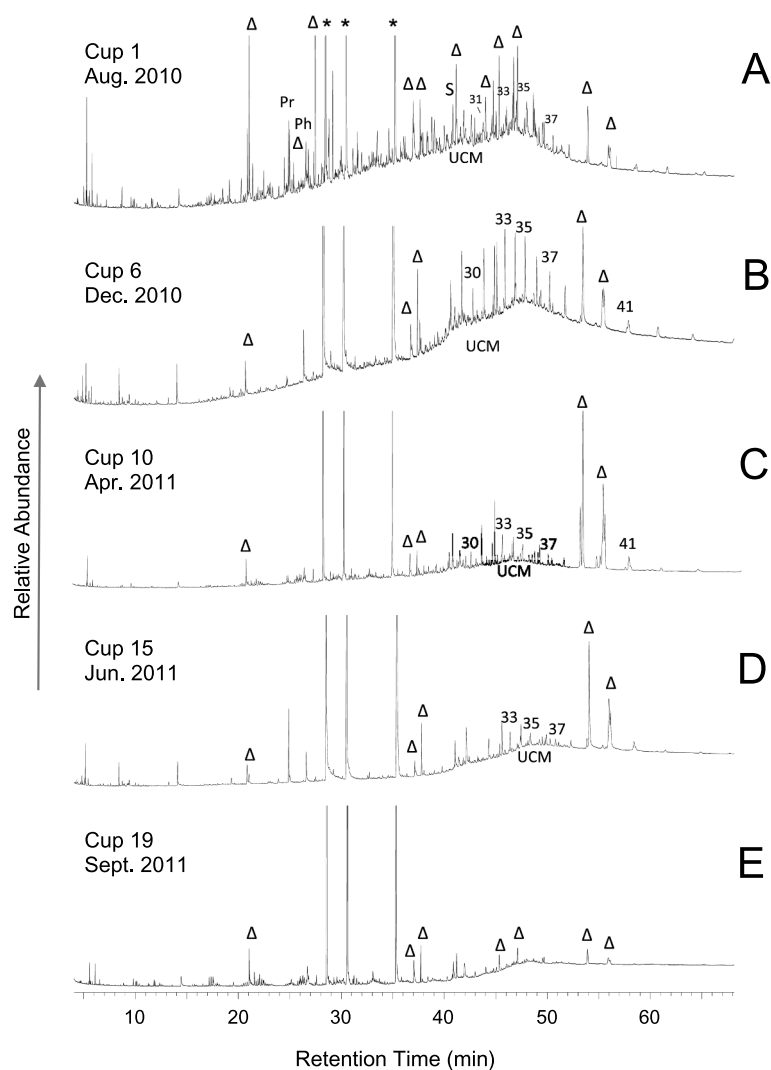 Cup 1
Aug. 2010
A
Δ Δ * * * Δ Δ Δ Δ Δ Δ Δ Δ
Pr
Ph
Δ
S
31
33
35
37
UCM
Cup 6
Dec. 2010
B
Δ Δ Δ Δ Δ
30
33
35
37
41
UCM
Cup 10
Apr. 2011
C
Δ Δ Δ Δ Δ
30
33
35
37
41
UCM
Cup 15
Jun. 2011
D
Δ Δ Δ Δ Δ
33
35
37
UCM
Cup 19
Sept. 2011
E
Δ Δ Δ Δ Δ Δ Δ
Relative Abundance
10 20 30 40 50 60
Retention Time (min)